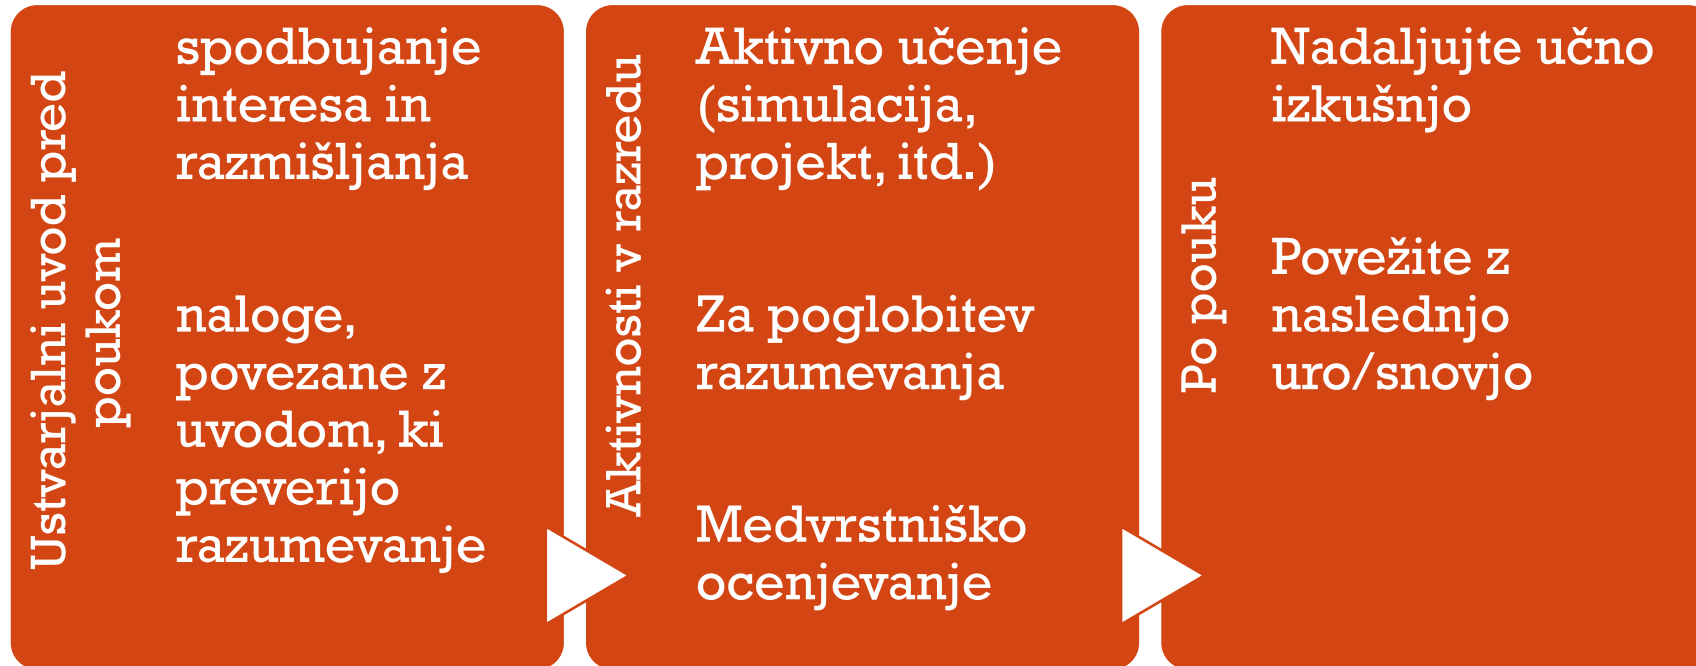 Ustvarjalni uvod pred
poukom
spodbujanje
interesa in
razmišljanja
naloge,
povezane z
uvodom, ki
preverijo
razumevanje
Aktivnosti v razredu
Aktivno učenje
(simulacija,
projekt, itd.)
Za poglobitev
razumevanja
Medvrstniško
ocenjevanje
Po pouku
Nadaljujte učno
izkušnjo
Povežite z
naslednjo
uro/snovjo